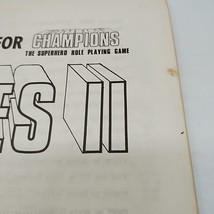 FOR CHAMPIONS
THE SUPERHERO ROLE PLAYING GAME
ES II